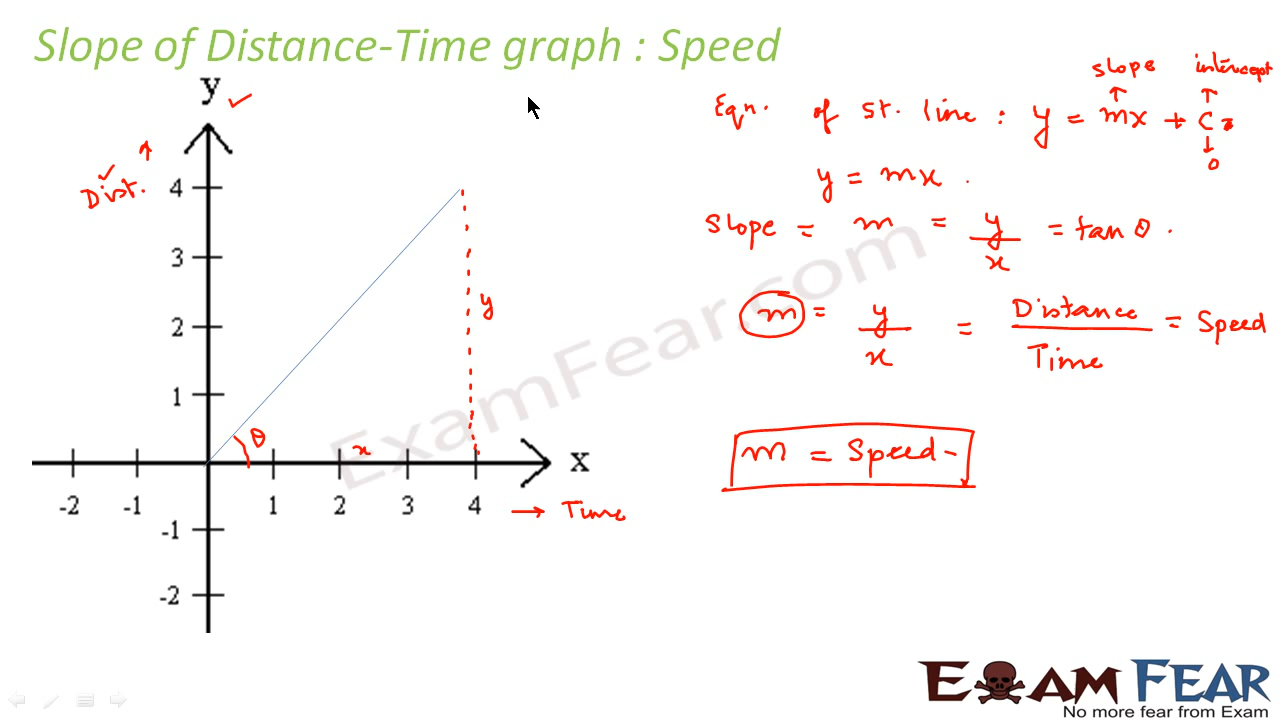 Slope of Distance-Time graph : Speed
slope intercept
↑ ↑
Eqn. of st. line : y = mx + C
↓
0
y = mx .
Slope = m = y/x = tan θ .
m = y/x = Distance/Time = Speed
m = Speed
y ✓
↑
Dist. ✓
4
3
2
1
y
θ
x
x
-2 -1 1 2 3 4 → Time
-1
-2
ExamFear.com
EXAM FEAR
No more fear from Exam